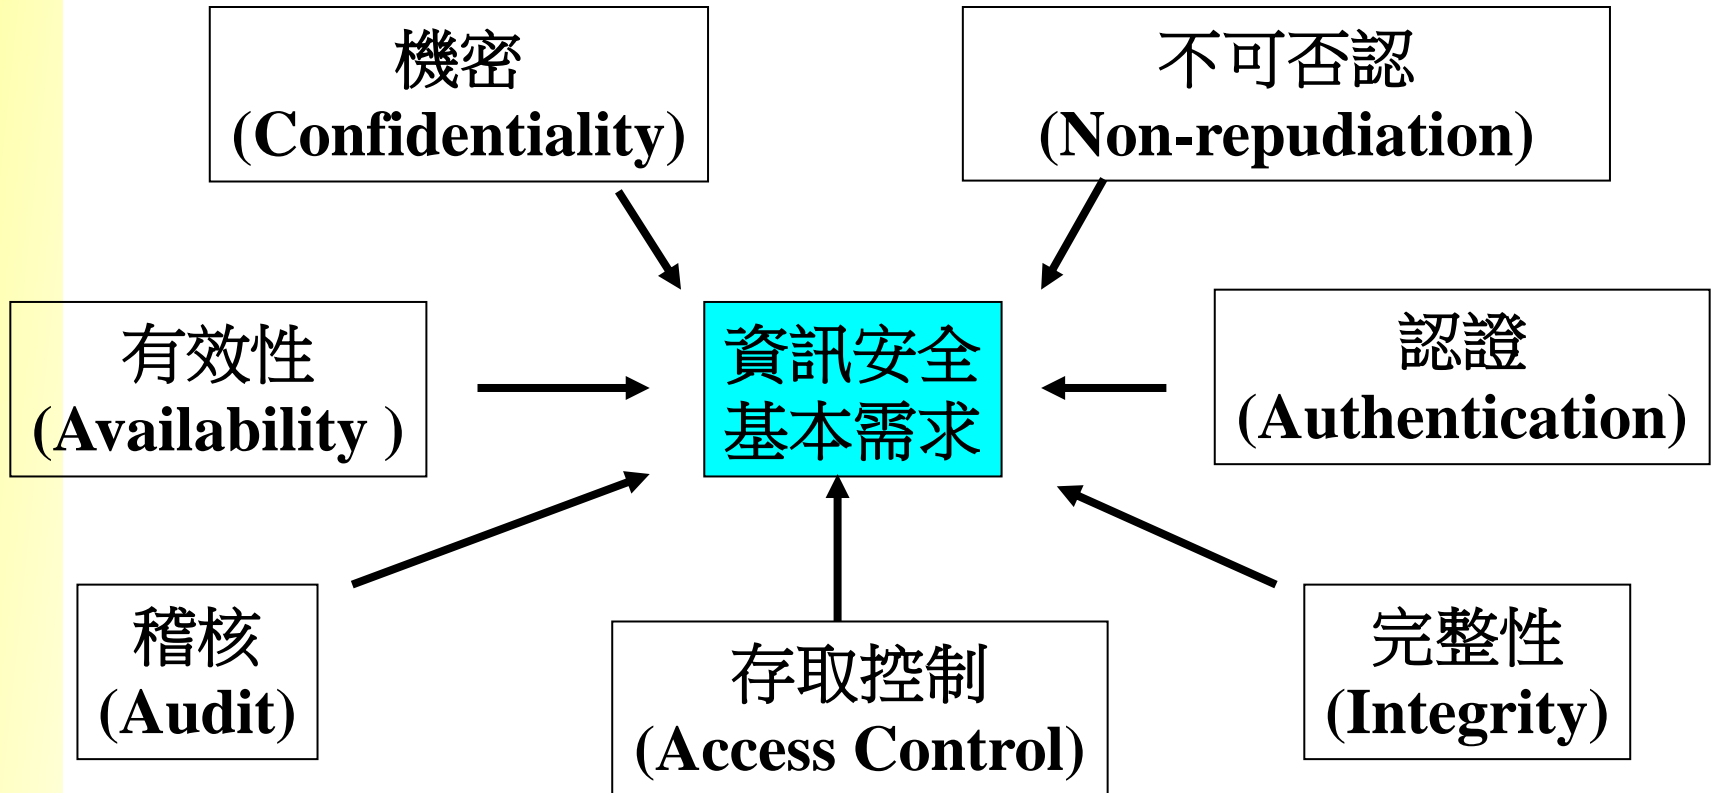 機密
(Confidentiality)
不可否認
(Non-repudiation)
有效性
(Availability )
資訊安全
基本需求
認證
(Authentication)
稽核
(Audit)
存取控制
(Access Control)
完整性
(Integrity)